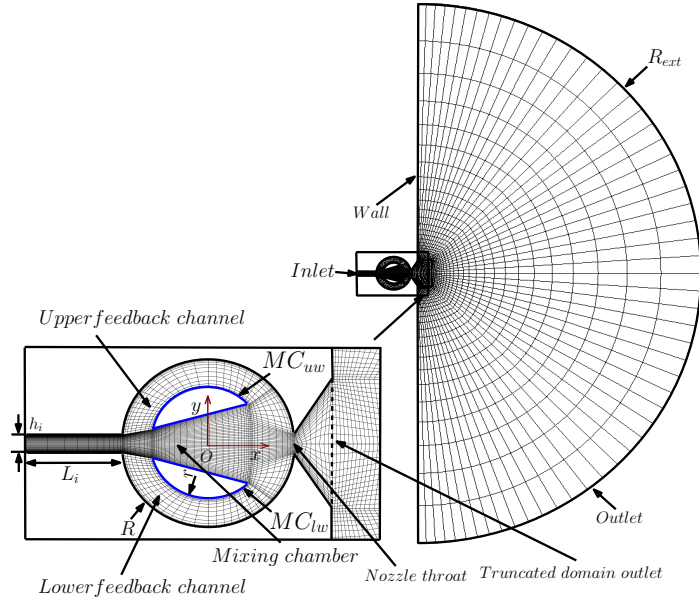 R_ext
Wall
Inlet
Outlet
Upper feedback channel
MC_uw
y
h_i
O
x
L_i
r
R
MC_lw
Mixing chamber
Nozzle throat
Truncated domain outlet
Lower feedback channel